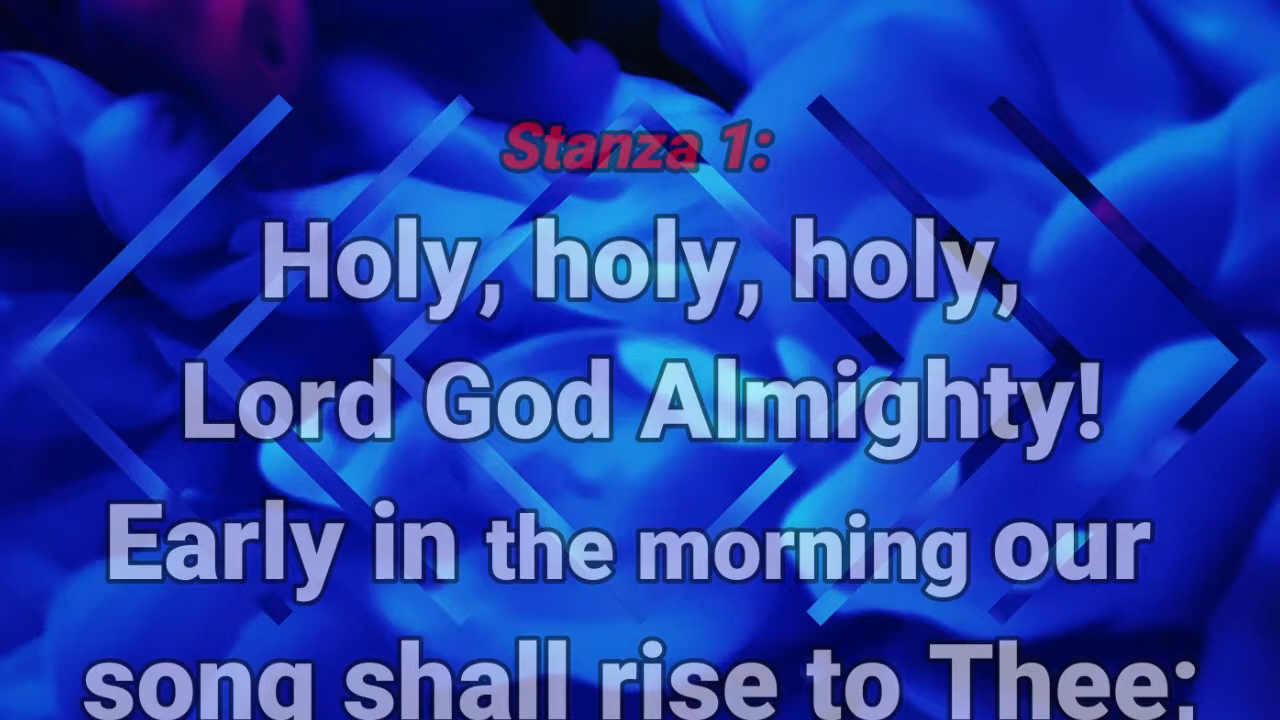 Stanza 1:
Holy, holy, holy,
Lord God Almighty!
Early in the morning our
song shall rise to Thee;